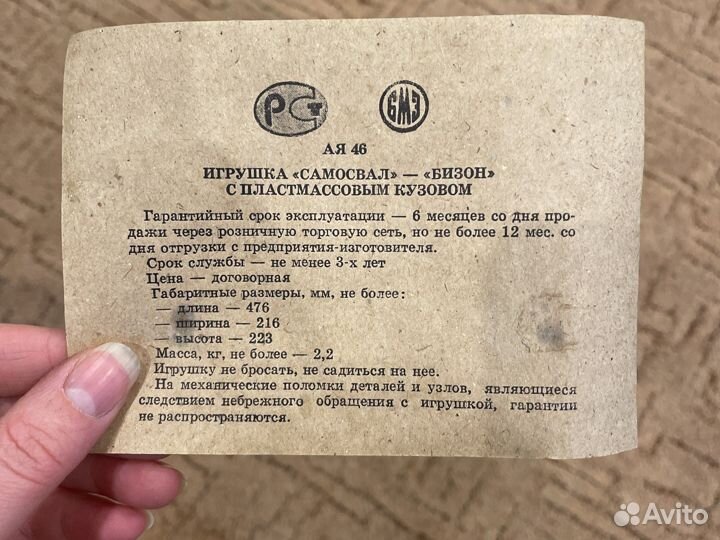 РСТ БМЗ
АЯ 46
ИГРУШКА «САМОСВАЛ» — «БИЗОН»
С ПЛАСТМАССОВЫМ КУЗОВОМ
Гарантийный срок эксплуатации — 6 месяцев со дня про-
дажи через розничную торговую сеть, но не более 12 мес. со
дня отгрузки с предприятия-изготовителя.
Срок службы — не менее 3-х лет
Цена — договорная
Габаритные размеры, мм, не более:
— длина — 476
— ширина — 216
— высота — 223
Масса, кг, не более — 2,2
Игрушку не бросать, не садиться на нее.
На механические поломки деталей и узлов, являющиеся
следствием небрежного обращения с игрушкой, гарантии
не распространяются.
Avito